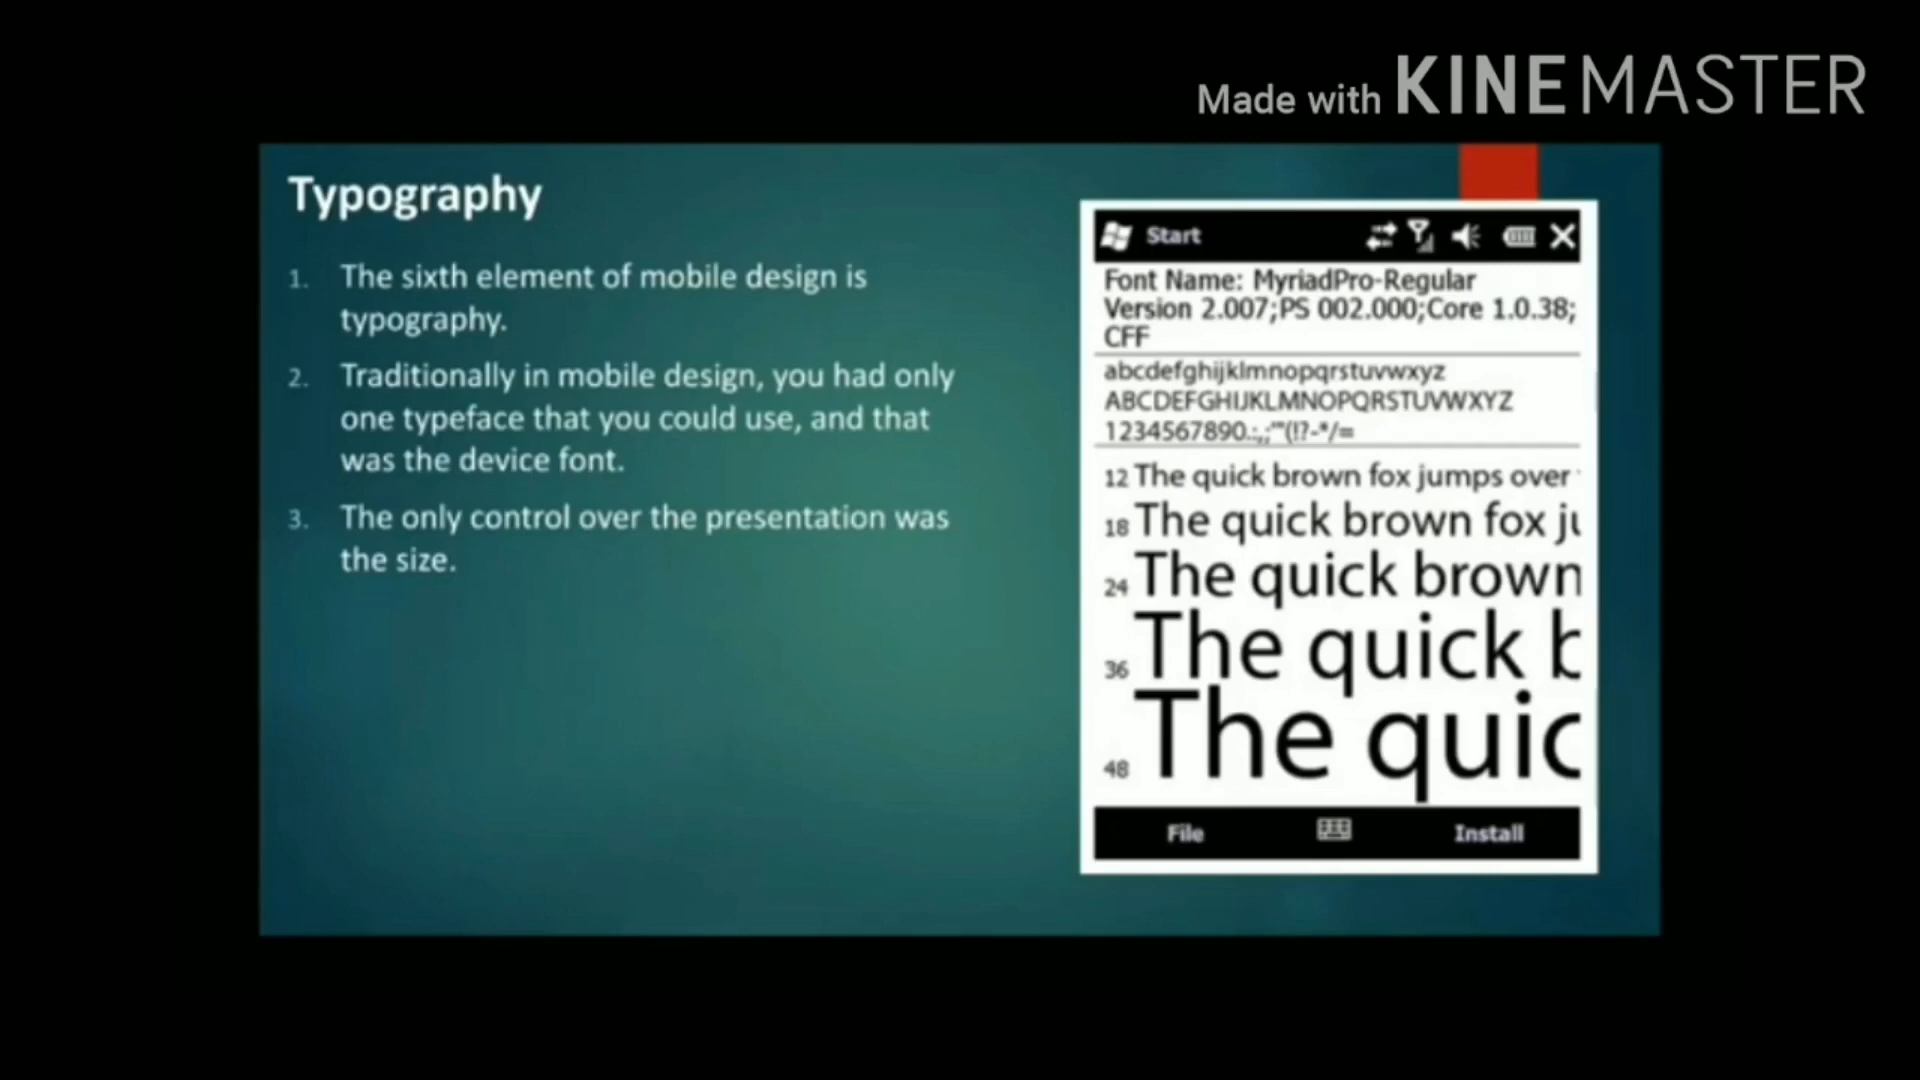 Made with KINEMASTER
Typography
1. The sixth element of mobile design is
typography.
2. Traditionally in mobile design, you had only
one typeface that you could use, and that
was the device font.
3. The only control over the presentation was
the size.
Start
Font Name: MyriadPro-Regular
Version 2.007;PS 002.000;Core 1.0.38;
CFF
abcdefghijklmnopqrstuvwxyz
ABCDEFGHIJKLMNOPQRSTUVWXYZ
1234567890.:,;'"(!?-*/=
12 The quick brown fox jumps over
18 The quick brown fox ju
24 The quick brown
36 The quick b
48 The quic
File
Install